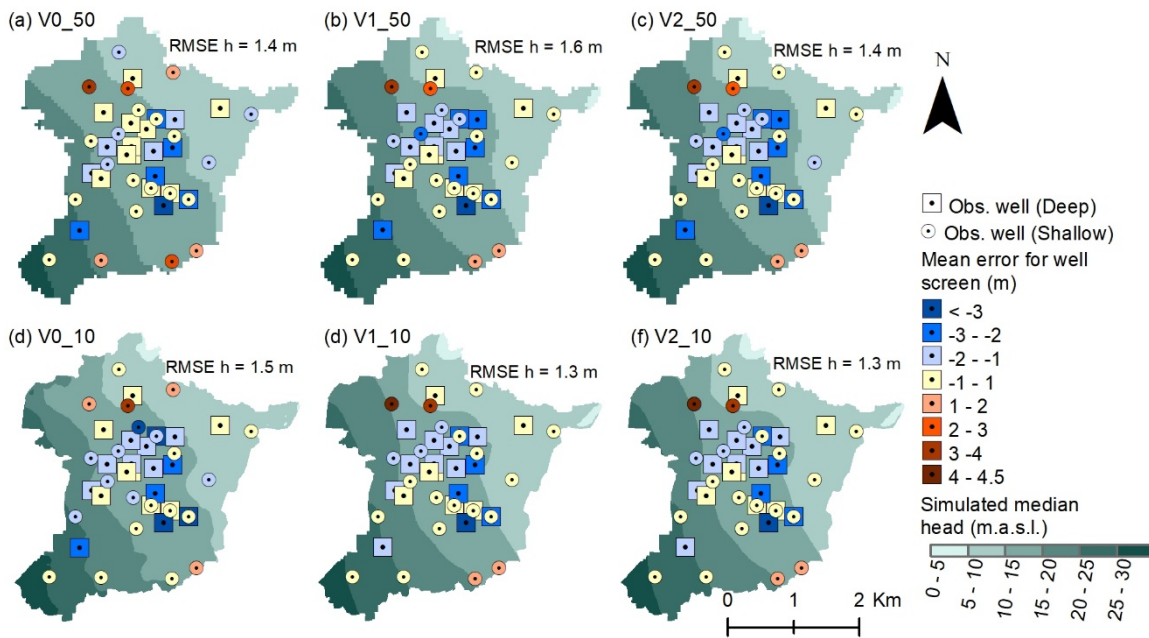 (a) V0_50
RMSE h = 1.4 m
(b) V1_50
RMSE h = 1.6 m
(c) V2_50
RMSE h = 1.4 m
N
Obs. well (Deep)
Obs. well (Shallow)
Mean error for well
screen (m)
< -3
-3 - -2
-2 - -1
-1 - 1
1 - 2
2 - 3
3 -4
4 - 4.5
Simulated median
head (m.a.s.l.)
0 - 5
5 - 10
10 - 15
15 - 20
20 - 25
25 - 30
(d) V0_10
RMSE h = 1.5 m
(d) V1_10
RMSE h = 1.3 m
(f) V2_10
RMSE h = 1.3 m
0 1 2 Km